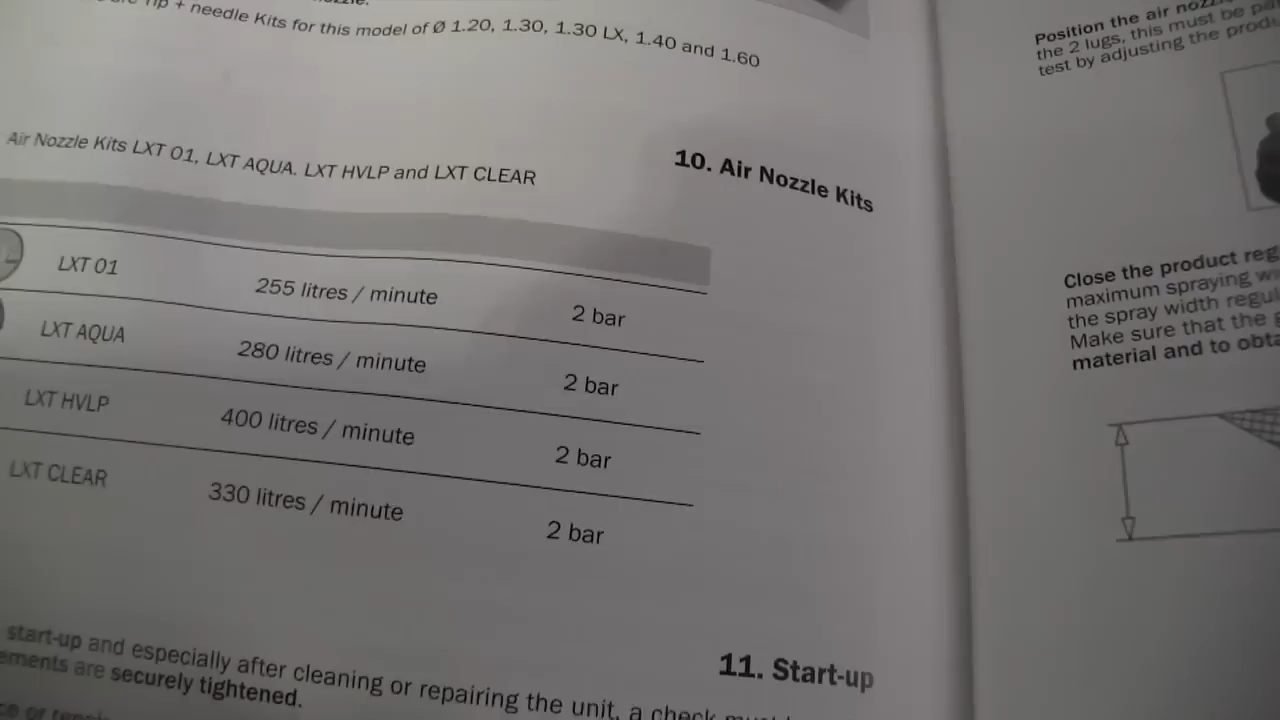 + needle Kits for this model of Ø 1.20, 1.30, 1.30 LX, 1.40 and 1.60
10. Air Nozzle Kits
Air Nozzle Kits LXT 01, LXT AQUA. LXT HVLP and LXT CLEAR
LXT 01 255 litres / minute 2 bar
LXT AQUA 280 litres / minute 2 bar
LXT HVLP 400 litres / minute 2 bar
LXT CLEAR 330 litres / minute 2 bar
11. Start-up
start-up and especially after cleaning or repairing the unit, a check
are securely tightened.
Position the air
the 2 lugs, this must be
test by adjusting the
Close the product
maximum spraying
the spray width
Make sure that the
material and to